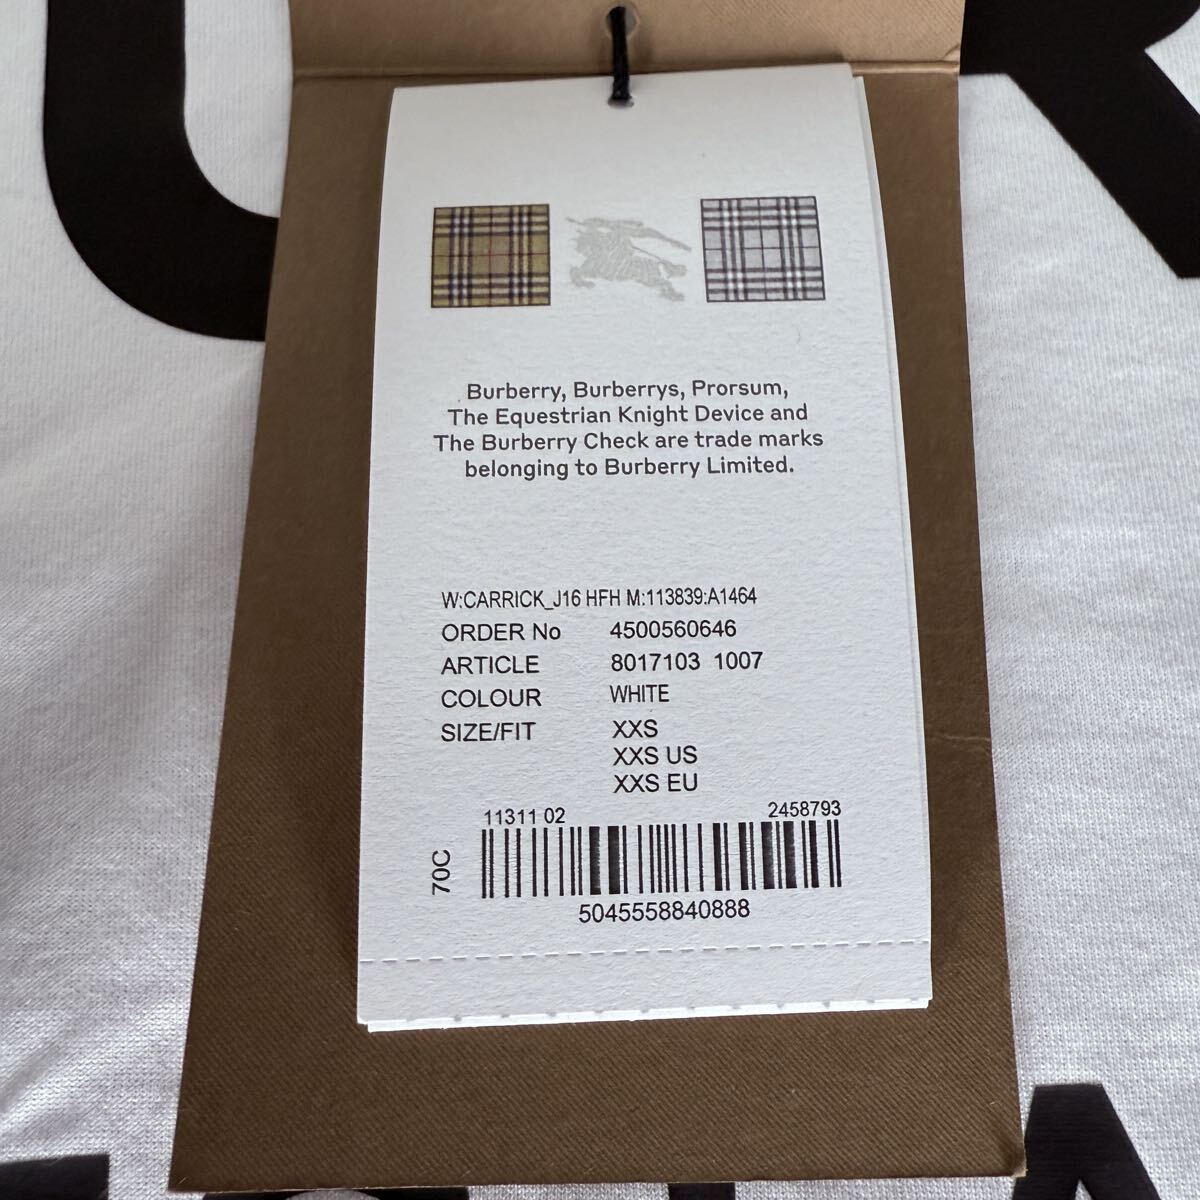 Burberry, Burberrys, Prorsum,
The Equestrian Knight Device and
The Burberry Check are trade marks
belonging to Burberry Limited.
W:CARRICK_J16 HFH M:113839:A1464
ORDER No 4500560646
ARTICLE 8017103 1007
COLOUR WHITE
SIZE/FIT XXS
XXS US
XXS EU
11311 02 2458793
70C
5045558840888